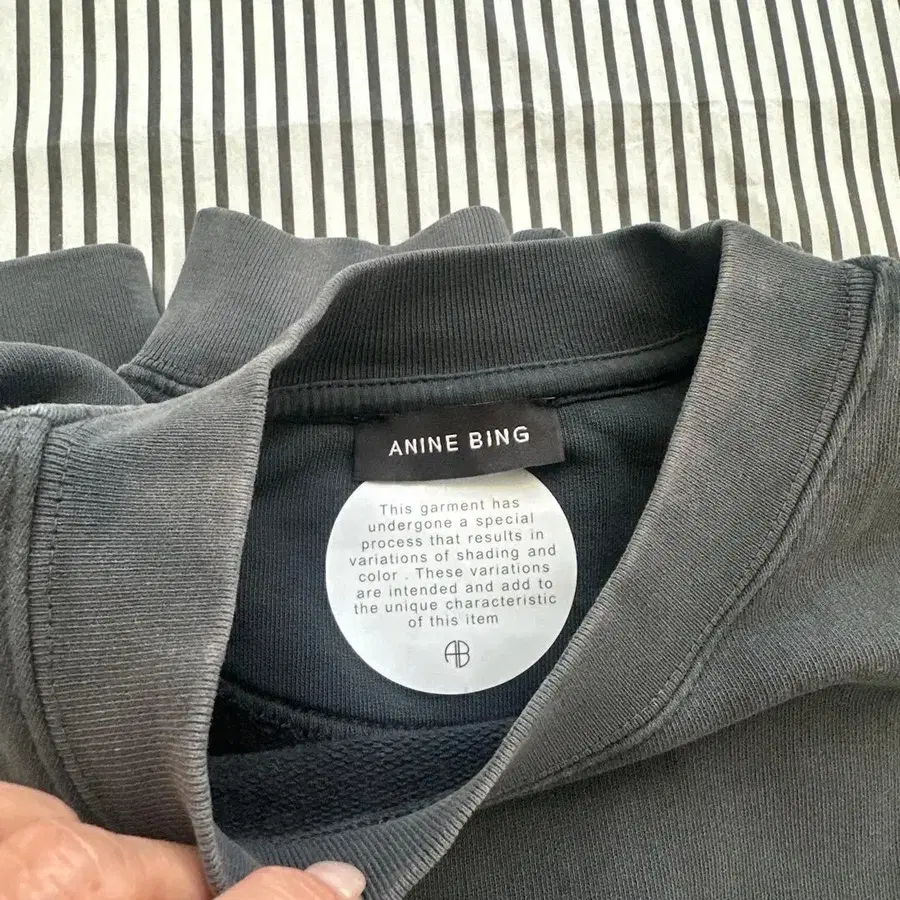 ANINE BING
This garment has
undergone a special
process that results in
variations of shading and
color . These variations
are intended and add to
the unique characteristic
of this item
AB